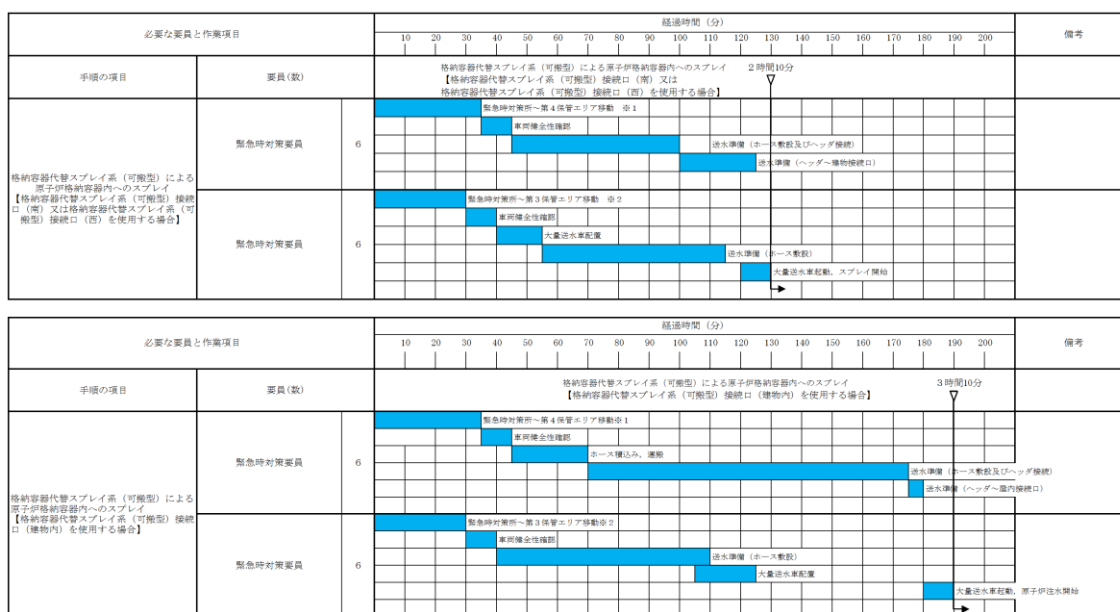 必要な要員と作業項目
経過時間（分）
備考
10 20 30 40 50 60 70 80 90 100 110 120 130 140 150 160 170 180 190 200
手順の項目
要員(数)
格納容器代替スプレイ系（可搬型）による原子炉格納容器内へのスプレイ
【格納容器代替スプレイ系（可搬型）接続口（南）又は
格納容器代替スプレイ系（可搬型）接続口（西）を使用する場合】
２時間10分
格納容器代替スプレイ系（可搬型）による
原子炉格納容器内へのスプレイ
【格納容器代替スプレイ系（可搬型）接続
口（南）又は格納容器代替スプレイ系（可
搬型）接続口（西）を使用する場合】
緊急時対策要員
6
緊急時対策所～第４保管エリア移動　※１
車両健全性確認
送水準備（ホース敷設及びヘッダ接続）
送水準備（ヘッダ～建物接続口）
緊急時対策要員
6
緊急時対策所～第３保管エリア移動　※２
車両健全性確認
大量送水車配置
送水準備（ホース敷設）
大量送水車起動，スプレイ開始
必要な要員と作業項目
経過時間（分）
備考
10 20 30 40 50 60 70 80 90 100 110 120 130 140 150 160 170 180 190 200
手順の項目
要員(数)
格納容器代替スプレイ系（可搬型）による原子炉格納容器内へのスプレイ
【格納容器代替スプレイ系（可搬型）接続口（建物内）を使用する場合】
３時間10分
格納容器代替スプレイ系（可搬型）による
原子炉格納容器内へのスプレイ
【格納容器代替スプレイ系（可搬型）接続
口（建物内）を使用する場合】
緊急時対策要員
6
緊急時対策所～第４保管エリア移動※１
車両健全性確認
ホース積込み，運搬
送水準備（ホース敷設及びヘッダ接続）
送水準備（ヘッダ～屋内接続口）
緊急時対策要員
6
緊急時対策所～第３保管エリア移動※２
車両健全性確認
送水準備（ホース敷設）
大量送水車配置
大量送水車起動，原子炉注水開始